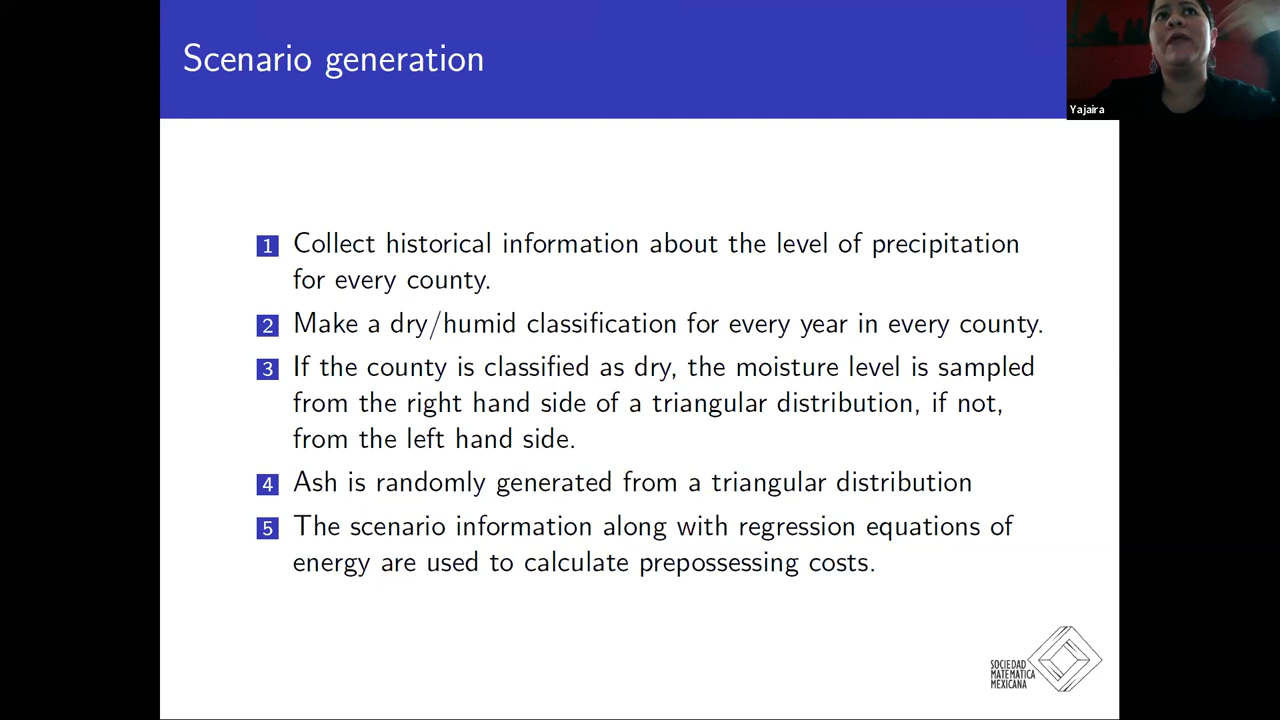 Scenario generation
Yajaira
1 Collect historical information about the level of precipitation
for every county.
2 Make a dry/humid classification for every year in every county.
3 If the county is classified as dry, the moisture level is sampled
from the right hand side of a triangular distribution, if not,
from the left hand side.
4 Ash is randomly generated from a triangular distribution
5 The scenario information along with regression equations of
energy are used to calculate prepossessing costs.
SOCIEDAD
MATEMATICA
MEXICANA